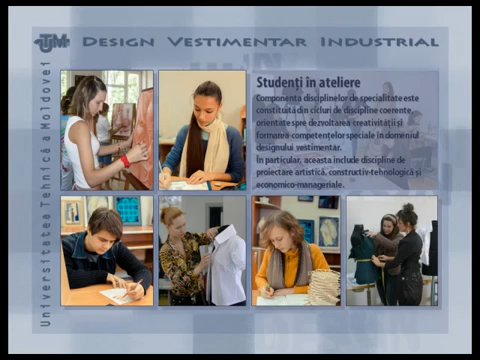 UTM
Design Vestimentar Industrial
Universitatea Tehnică a Moldovei
Studenți în ateliere
Componența disciplinelor de specialitate este
constituită din cicluri de discipline coerente,
orientate spre dezvoltarea creativității și
formarea competențelor speciale în domeniul
designului vestimentar.
În particular, aceasta include discipline de
proiectare artistică, constructiv-tehnologică și
economico-manageriale.